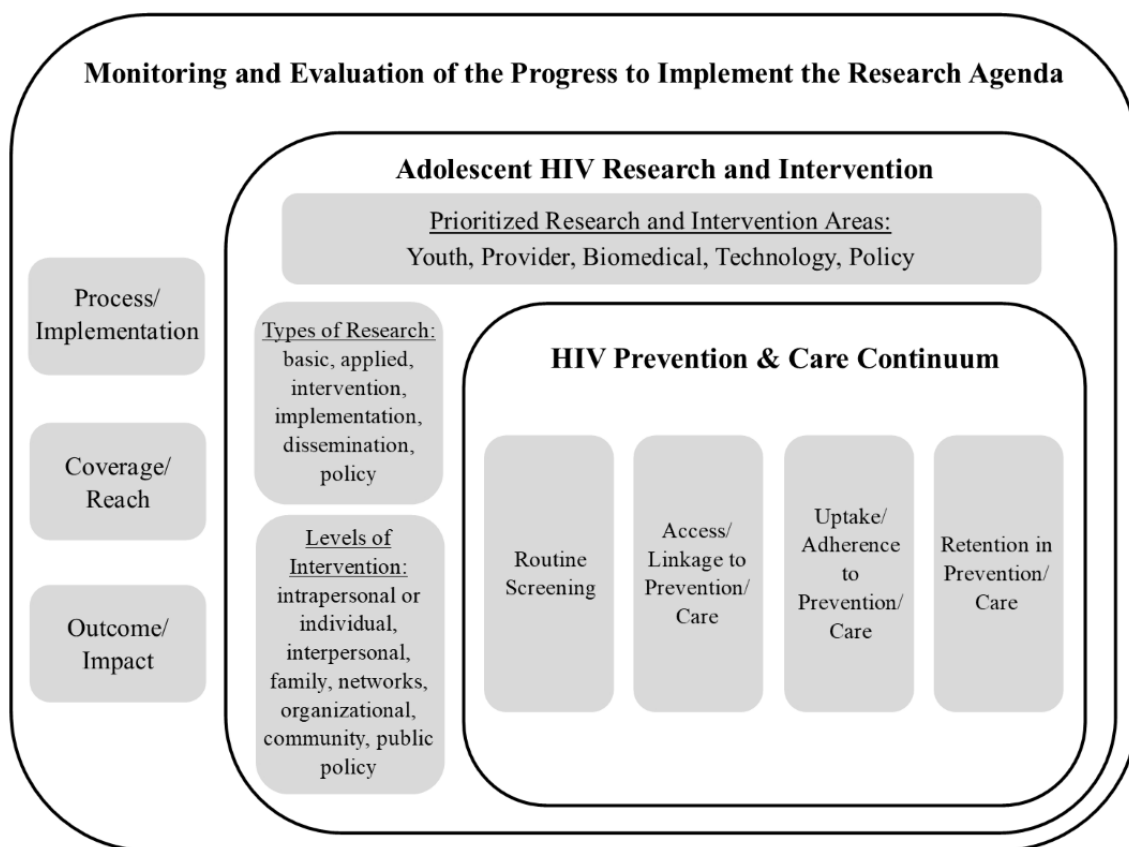 Monitoring and Evaluation of the Progress to Implement the Research Agenda
Process/
Implementation
Coverage/
Reach
Outcome/
Impact
Adolescent HIV Research and Intervention
Prioritized Research and Intervention Areas:
Youth, Provider, Biomedical, Technology, Policy
Types of Research:
basic, applied,
intervention,
implementation,
dissemination,
policy
Levels of
Intervention:
intrapersonal or
individual,
interpersonal,
family, networks,
organizational,
community, public
policy
HIV Prevention & Care Continuum
Routine
Screening
Access/
Linkage to
Prevention/
Care
Uptake/
Adherence
to
Prevention/
Care
Retention in
Prevention/
Care